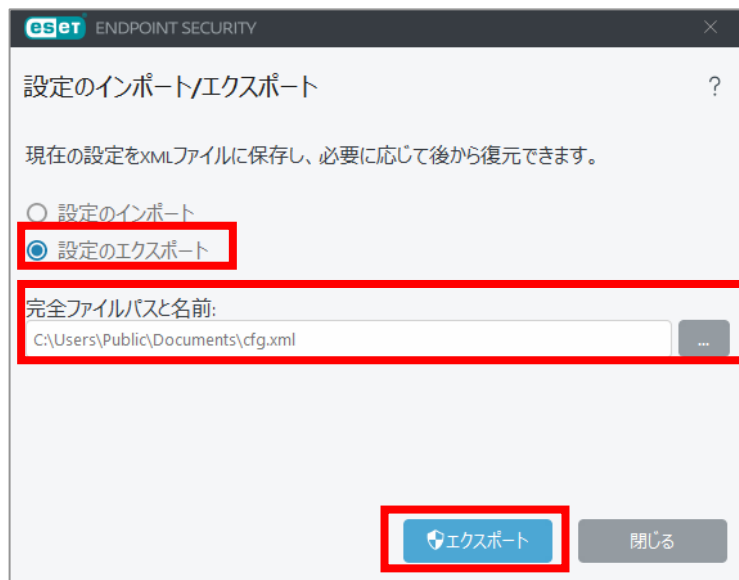 eset ENDPOINT SECURITY
設定のインポート/エクスポート
?
現在の設定をXMLファイルに保存し、必要に応じて後から復元できます。
設定のインポート
設定のエクスポート
完全ファイルパスと名前:
C:\Users\Public\Documents\cfg.xml
...
エクスポート 閉じる